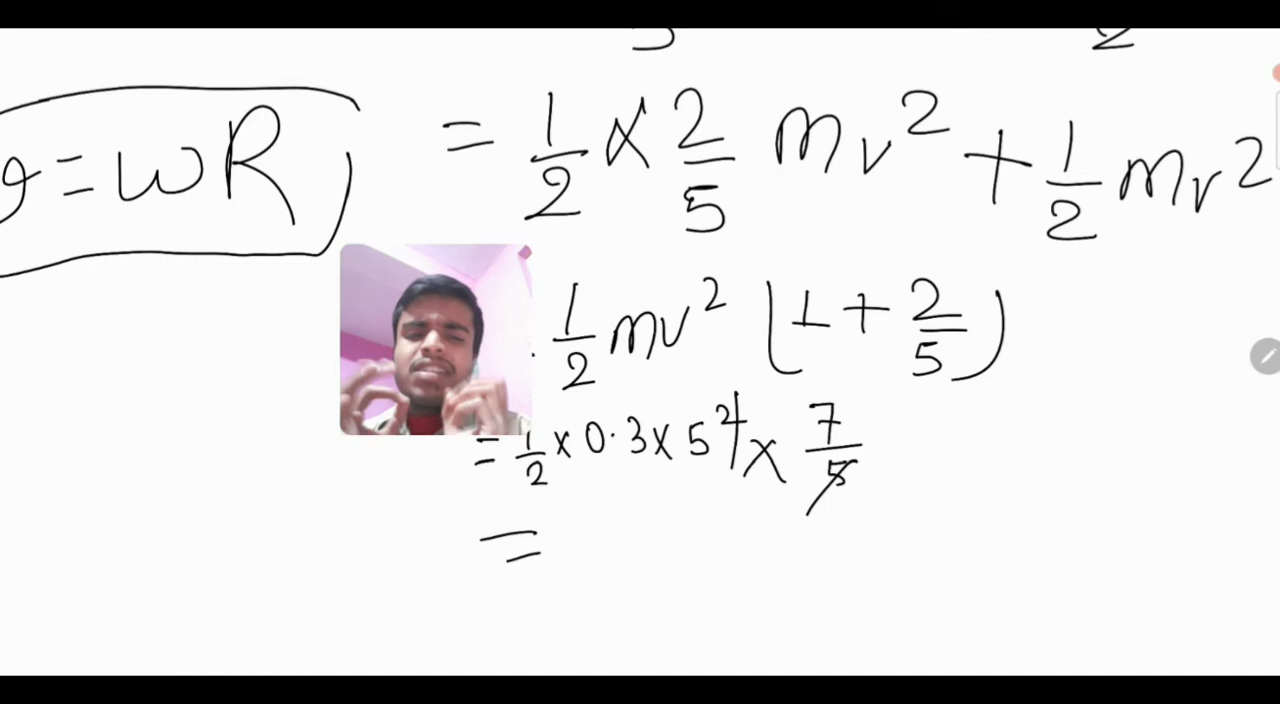 = 1/2 × 2/5 mv² + 1/2 mv²
v = ωR
1/2 mv² (1 + 2/5)
= 1/2 × 0.3 × 5² × 7/5
=